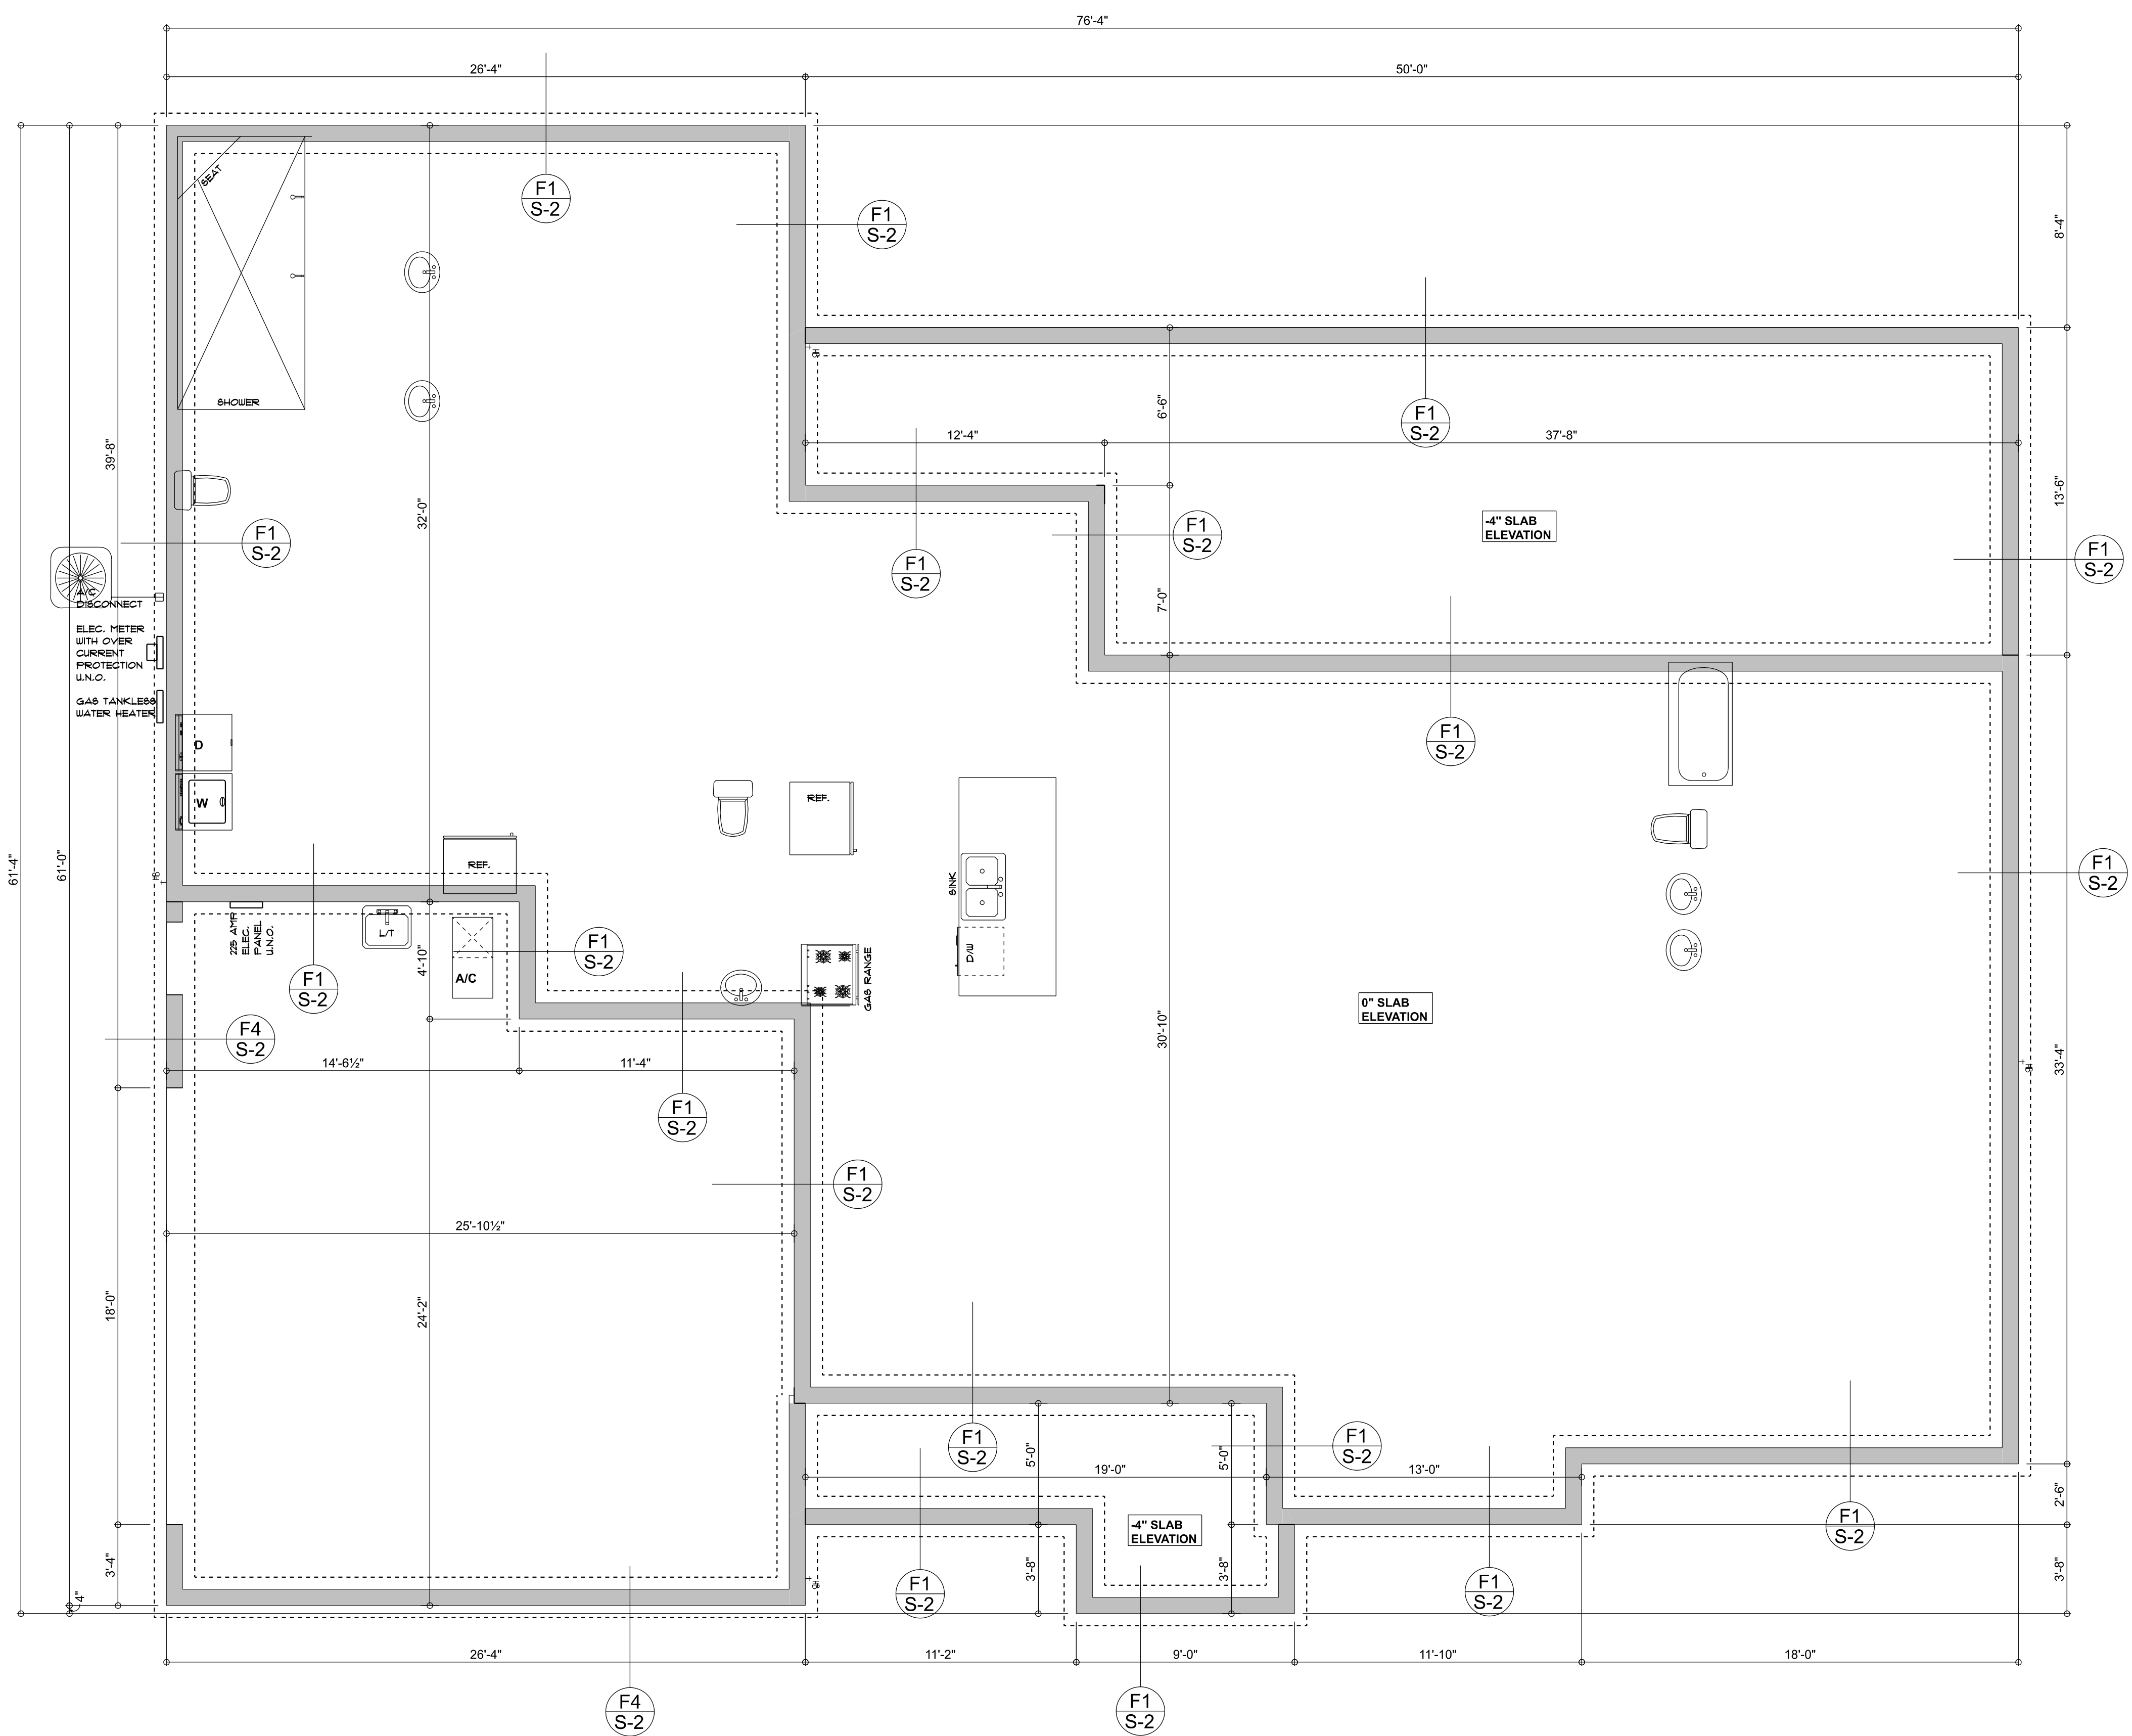 76'-4"
26'-4"
50'-0"
F1
S-2
SEAT
F1
S-2
8'-4"
SHOWER
HB
6'-6"
F1
S-2
12'-4"
37'-8"
39'-8"
32'-0"
13'-6"
-4" SLAB
ELEVATION
F1
S-2
F1
S-2
F1
S-2
F1
S-2
A/C
DISCONNECT
7'-0"
ELEC. METER
WITH OVER
CURRENT
PROTECTION
U.N.O.
GAS TANKLESS
WATER HEATER
F1
S-2
D
W
REF.
REF.
61'-4"
61'-0"
HB
SINK
F1
S-2
225 AMP
ELEC.
PANEL
U.N.O.
L/T
4'-10"
A/C
F1
S-2
D/W
GAS RANGE
F1
S-2
0" SLAB
ELEVATION
F4
S-2
30'-10"
33'-4"
HB
14'-6½"
11'-4"
F1
S-2
F1
S-2
25'-10½"
18'-0"
24'-2"
F1
S-2
5'-0"
5'-0"
F1
S-2
19'-0"
13'-0"
2'-6"
-4" SLAB
ELEVATION
F1
S-2
3'-4"
3'-8"
3'-8"
3'-8"
4"
HB
F1
S-2
F1
S-2
26'-4"
11'-2"
9'-0"
11'-10"
18'-0"
F4
S-2
F1
S-2